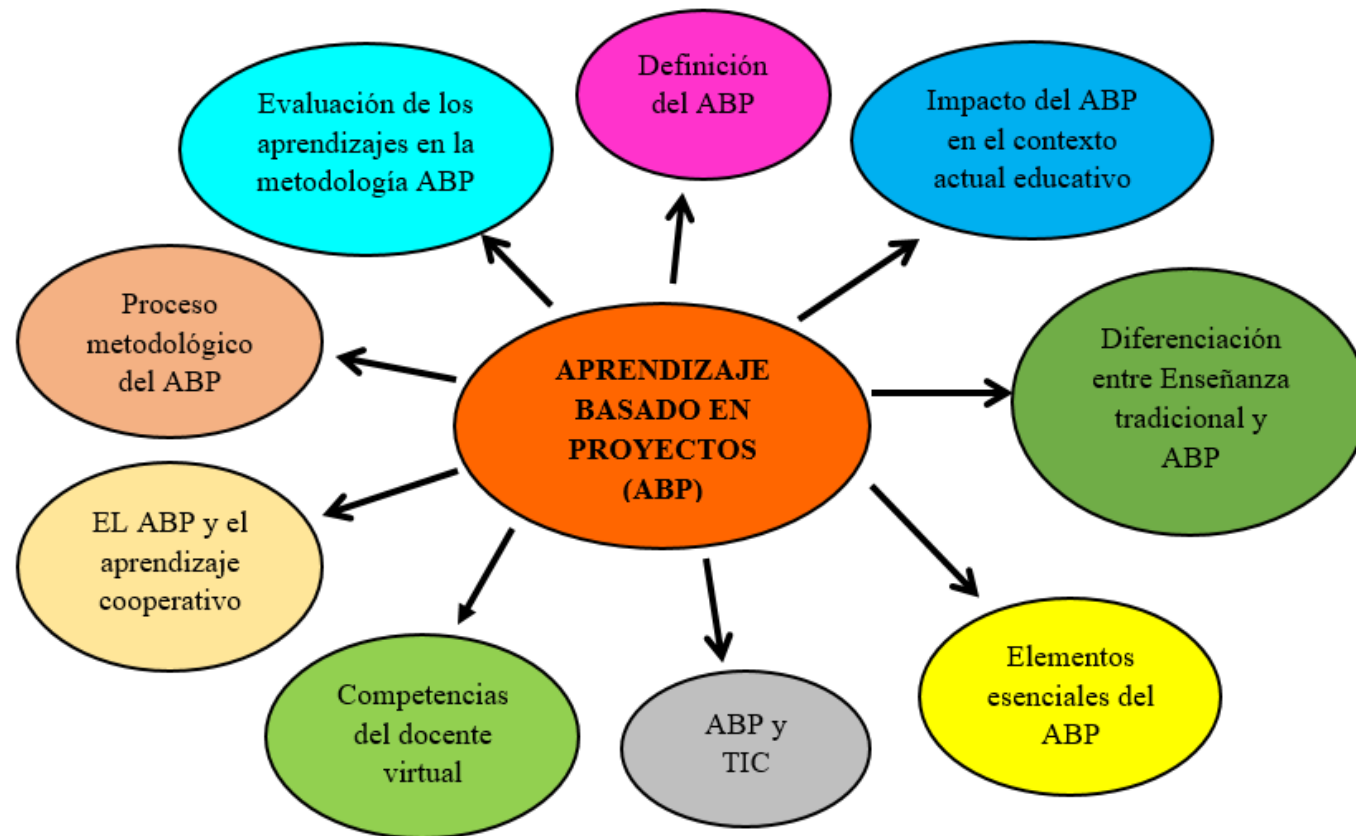 Definición
del ABP
Impacto del ABP
en el contexto
actual educativo
Diferenciación
entre Enseñanza
tradicional y
ABP
Elementos
esenciales del
ABP
ABP y
TIC
Competencias
del docente
virtual
EL ABP y el
aprendizaje
cooperativo
Proceso
metodológico
del ABP
Evaluación de los
aprendizajes en la
metodología ABP
APRENDIZAJE
BASADO EN
PROYECTOS
(ABP)